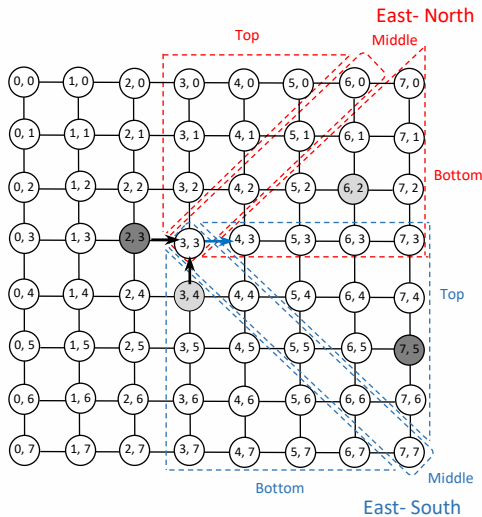 East- North
Top
Middle
0, 0 1, 0 2, 0 3, 0 4, 0 5, 0 6, 0 7, 0
0, 1 1, 1 2, 1 3, 1 4, 1 5, 1 6, 1 7, 1
0, 2 1, 2 2, 2 3, 2 4, 2 5, 2 6, 2 7, 2
Bottom
0, 3 1, 3 2, 3 3, 3 4, 3 5, 3 6, 3 7, 3
0, 4 1, 4 2, 4 3, 4 4, 4 5, 4 6, 4 7, 4
Top
0, 5 1, 5 2, 5 3, 5 4, 5 5, 5 6, 5 7, 5
0, 6 1, 6 2, 6 3, 6 4, 6 5, 6 6, 6 7, 6
0, 7 1, 7 2, 7 3, 7 4, 7 5, 7 6, 7 7, 7
Middle
Bottom
East- South